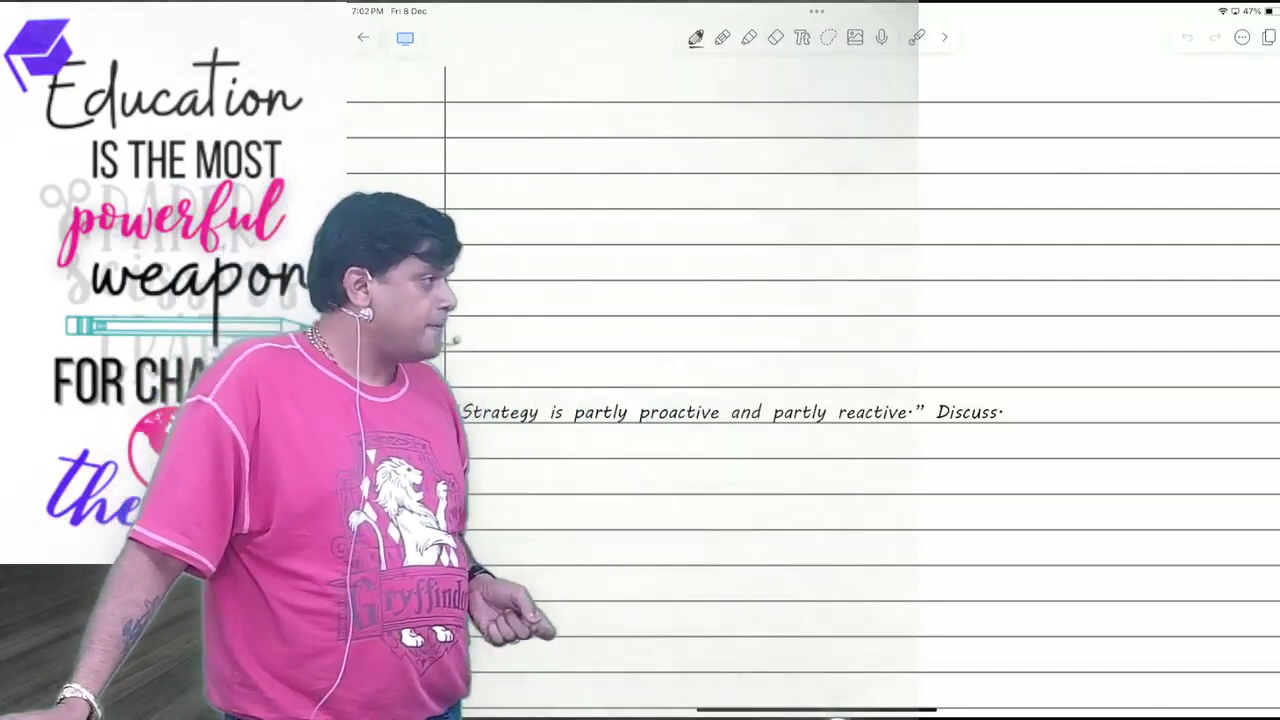 7:02 PM Fri 8 Dec
47%
Education
IS THE MOST
powerful
weapon
FOR CHA
the
"Strategy is partly proactive and partly reactive." Discuss.
Gryffindo